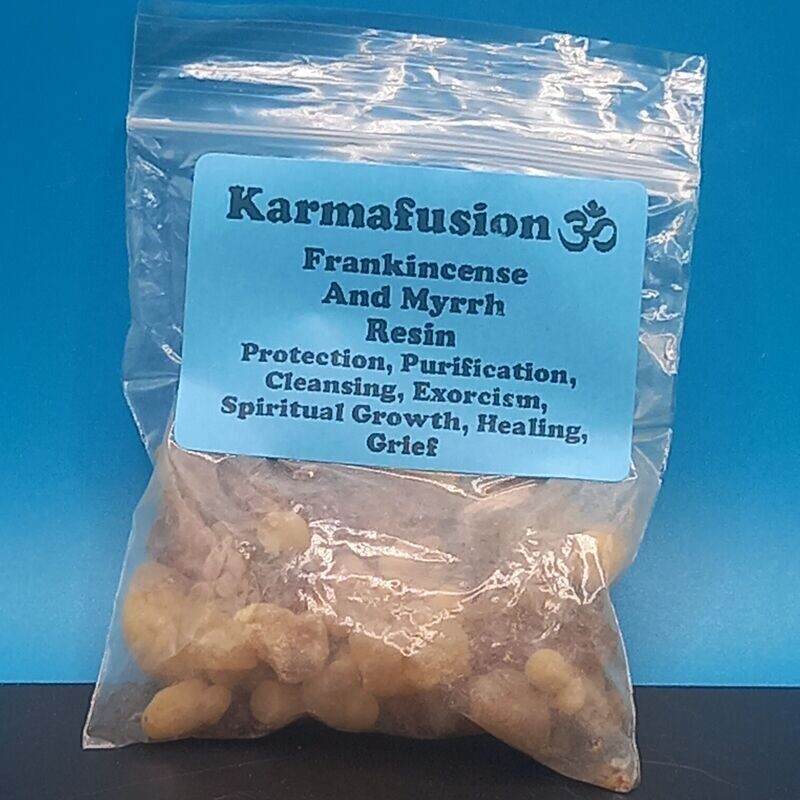 Karmafusion ॐ
Frankincense
And Myrrh
Resin
Protection, Purification,
Cleansing, Exorcism,
Spiritual Growth, Healing,
Grief